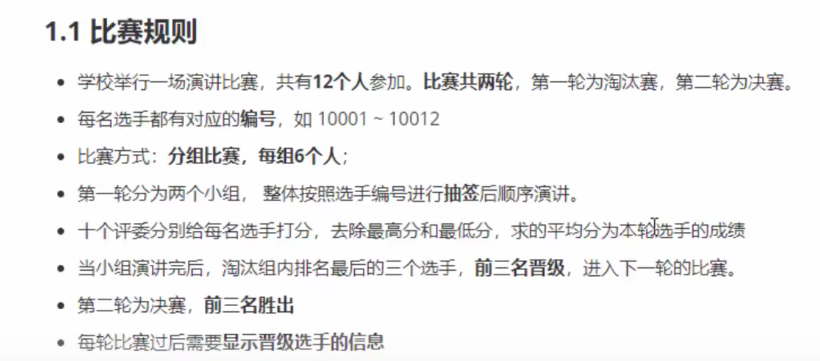 1.1 比赛规则
学校举行一场演讲比赛，共有12个人参加。比赛共两轮，第一轮为淘汰赛，第二轮为决赛。
每名选手都有对应的编号，如 10001 ~ 10012
比赛方式：分组比赛，每组6个人；
第一轮分为两个小组， 整体按照选手编号进行抽签后顺序演讲。
十个评委分别给每名选手打分，去除最高分和最低分，求的平均分为本轮选手的成绩
当小组演讲完后，淘汰组内排名最后的三个选手，前三名晋级，进入下一轮的比赛。
第二轮为决赛，前三名胜出
每轮比赛过后需要显示晋级选手的信息